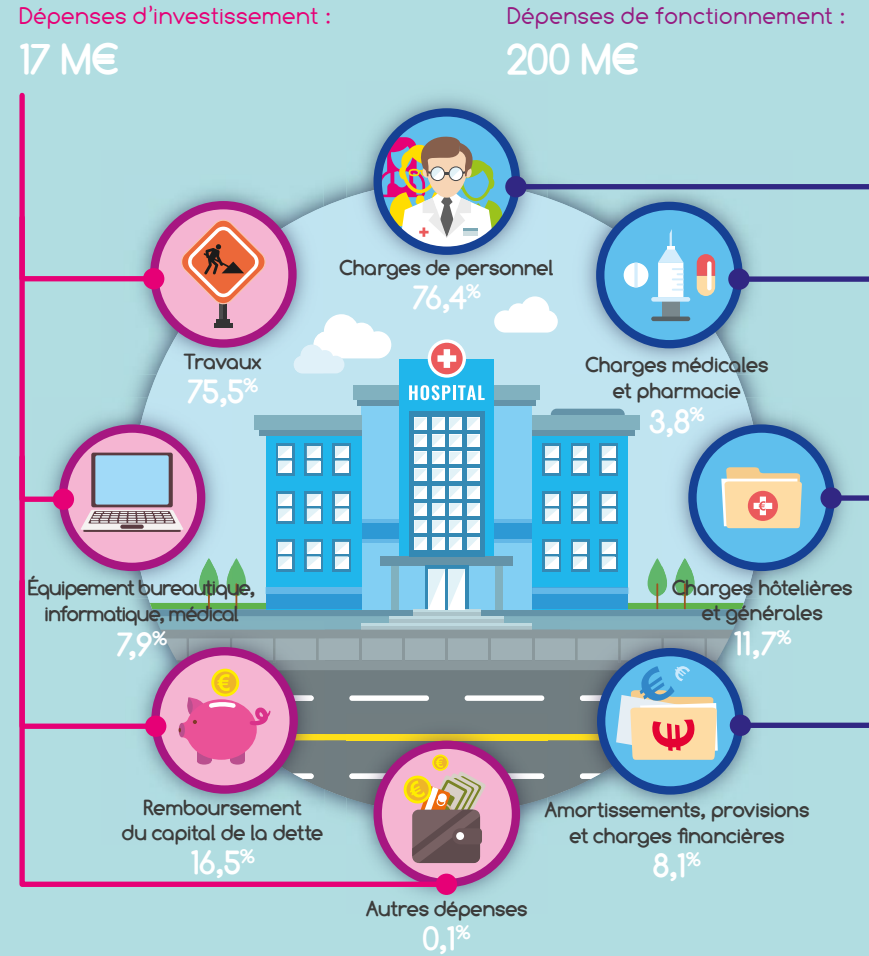 Dépenses d'investissement :
17 M€
Dépenses de fonctionnement :
200 M€
Charges de personnel
76,4%
Travaux
75,5%
Charges médicales
et pharmacie
3,8%
HOSPITAL
Équipement bureautique,
informatique, médical
7,9%
Charges hôtelières
et générales
11,7%
Remboursement
du capital de la dette
16,5%
Amortissements, provisions
et charges financières
8,1%
Autres dépenses
0,1%